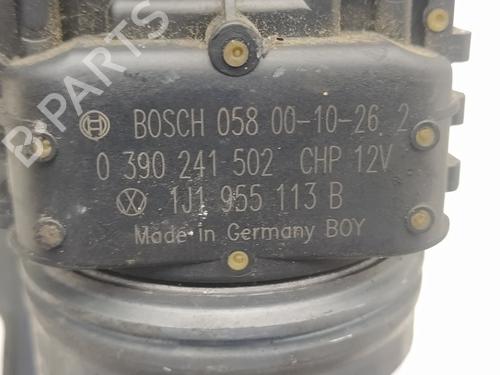 BOSCH 058 00-10-26 2
0 390 241 502 CHP 12V
1J1 955 113 B
Made in Germany BOY
B-PARTS